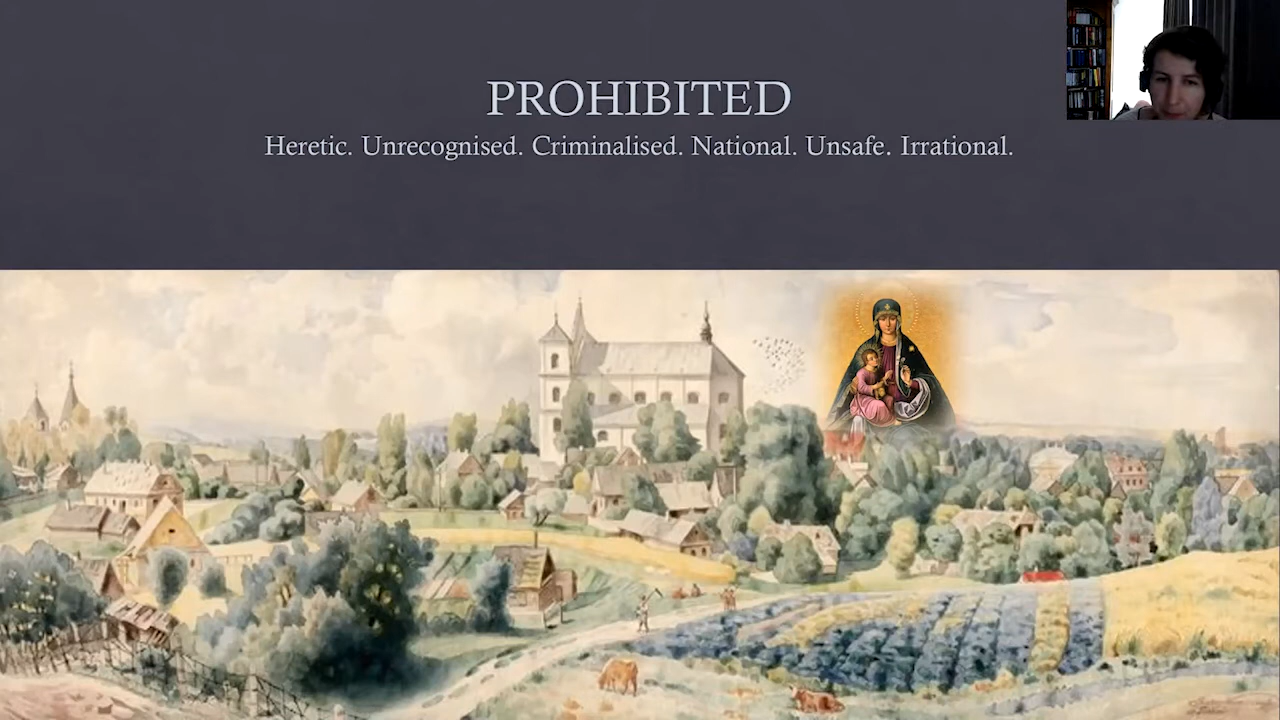 PROHIBITED
Heretic. Unrecognised. Criminalised. National. Unsafe. Irrational.